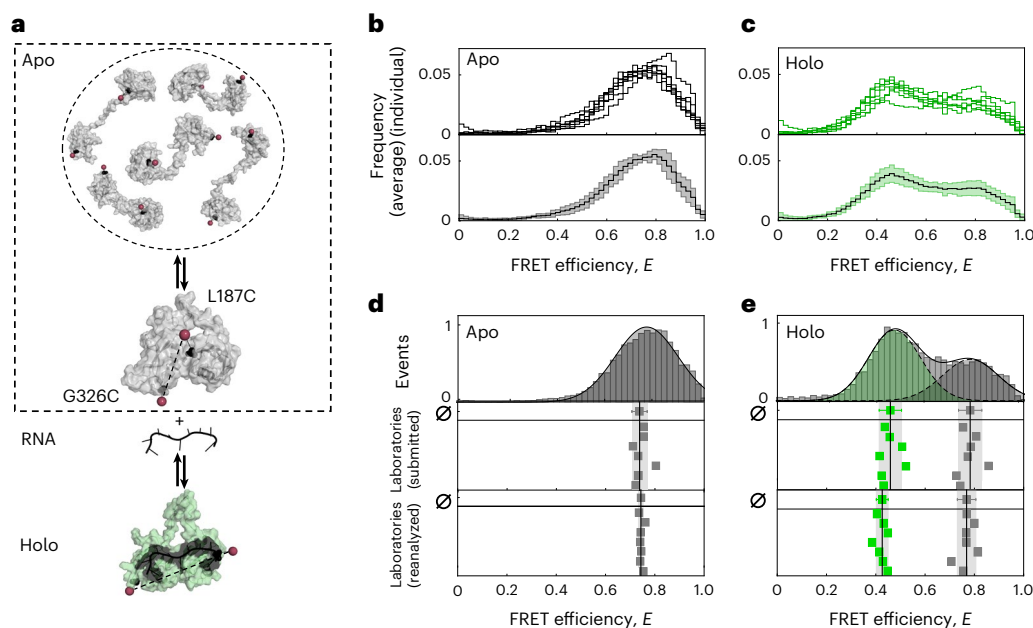 a
Apo
L187C
G326C
+
RNA
Holo
b
Apo
0.05
0
0.05
0
Frequency
(average) (individual)
0 0.2 0.4 0.6 0.8 1.0
FRET efficiency, E
c
Holo
0.05
0
0.05
0
0 0.2 0.4 0.6 0.8 1.0
FRET efficiency, E
d
Apo
1
0
Events
Ø
Laboratories
(submitted)
Ø
Laboratories
(reanalyzed)
0 0.2 0.4 0.6 0.8 1.0
FRET efficiency, E
e
Holo
1
0
Ø
Ø
0 0.2 0.4 0.6 0.8 1.0
FRET efficiency, E